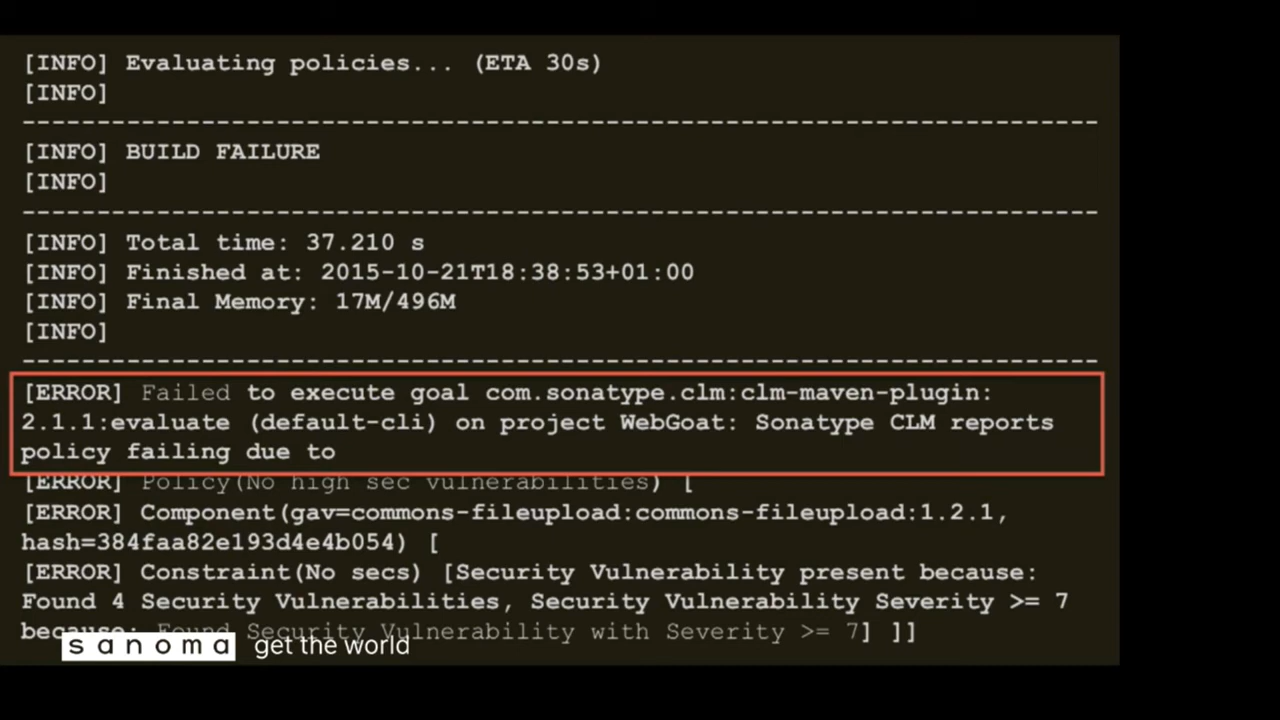 [INFO] Evaluating policies... (ETA 30s)
[INFO]
------------------------------------------------------------------------
[INFO] BUILD FAILURE
[INFO]
------------------------------------------------------------------------
[INFO] Total time: 37.210 s
[INFO] Finished at: 2015-10-21T18:38:53+01:00
[INFO] Final Memory: 17M/496M
[INFO]
------------------------------------------------------------------------
[ERROR] Failed to execute goal com.sonatype.clm:clm-maven-plugin:
2.1.1:evaluate (default-cli) on project WebGoat: Sonatype CLM reports
policy failing due to
[ERROR] Policy(No high sec vulnerabilities) [
[ERROR] Component(gav=commons-fileupload:commons-fileupload:1.2.1,
hash=384faa82e193d4e4b054) [
[ERROR] Constraint(No secs) [Security Vulnerability present because:
Found 4 Security Vulnerabilities, Security Vulnerability Severity >= 7
because: Found Security Vulnerability with Severity >= 7] ]]
sanoma get the world